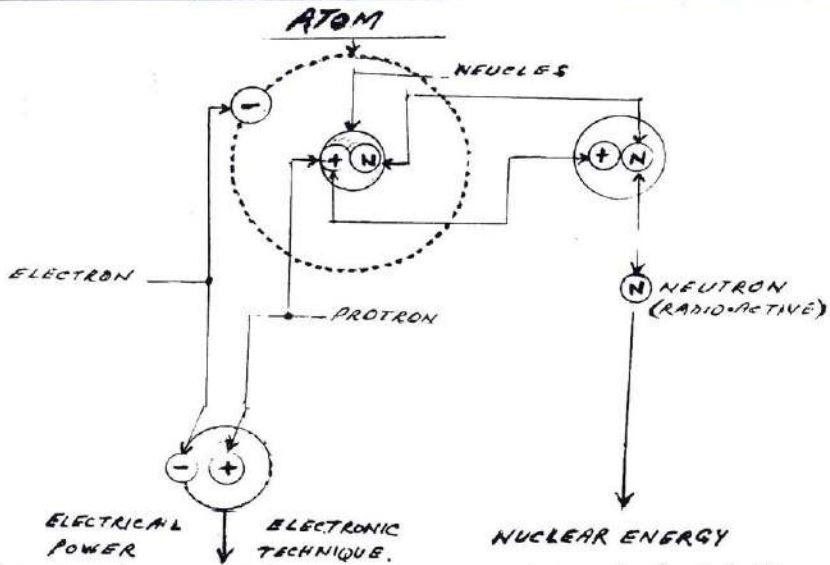 ATOM
NEUCLES
−
+ N
+ N
ELECTRON
N NEUTRON
(RADIO•ACTIVE)
PROTRON
− +
ELECTRICAL
POWER
ELECTRONIC
TECHNIQUE.
NUCLEAR ENERGY